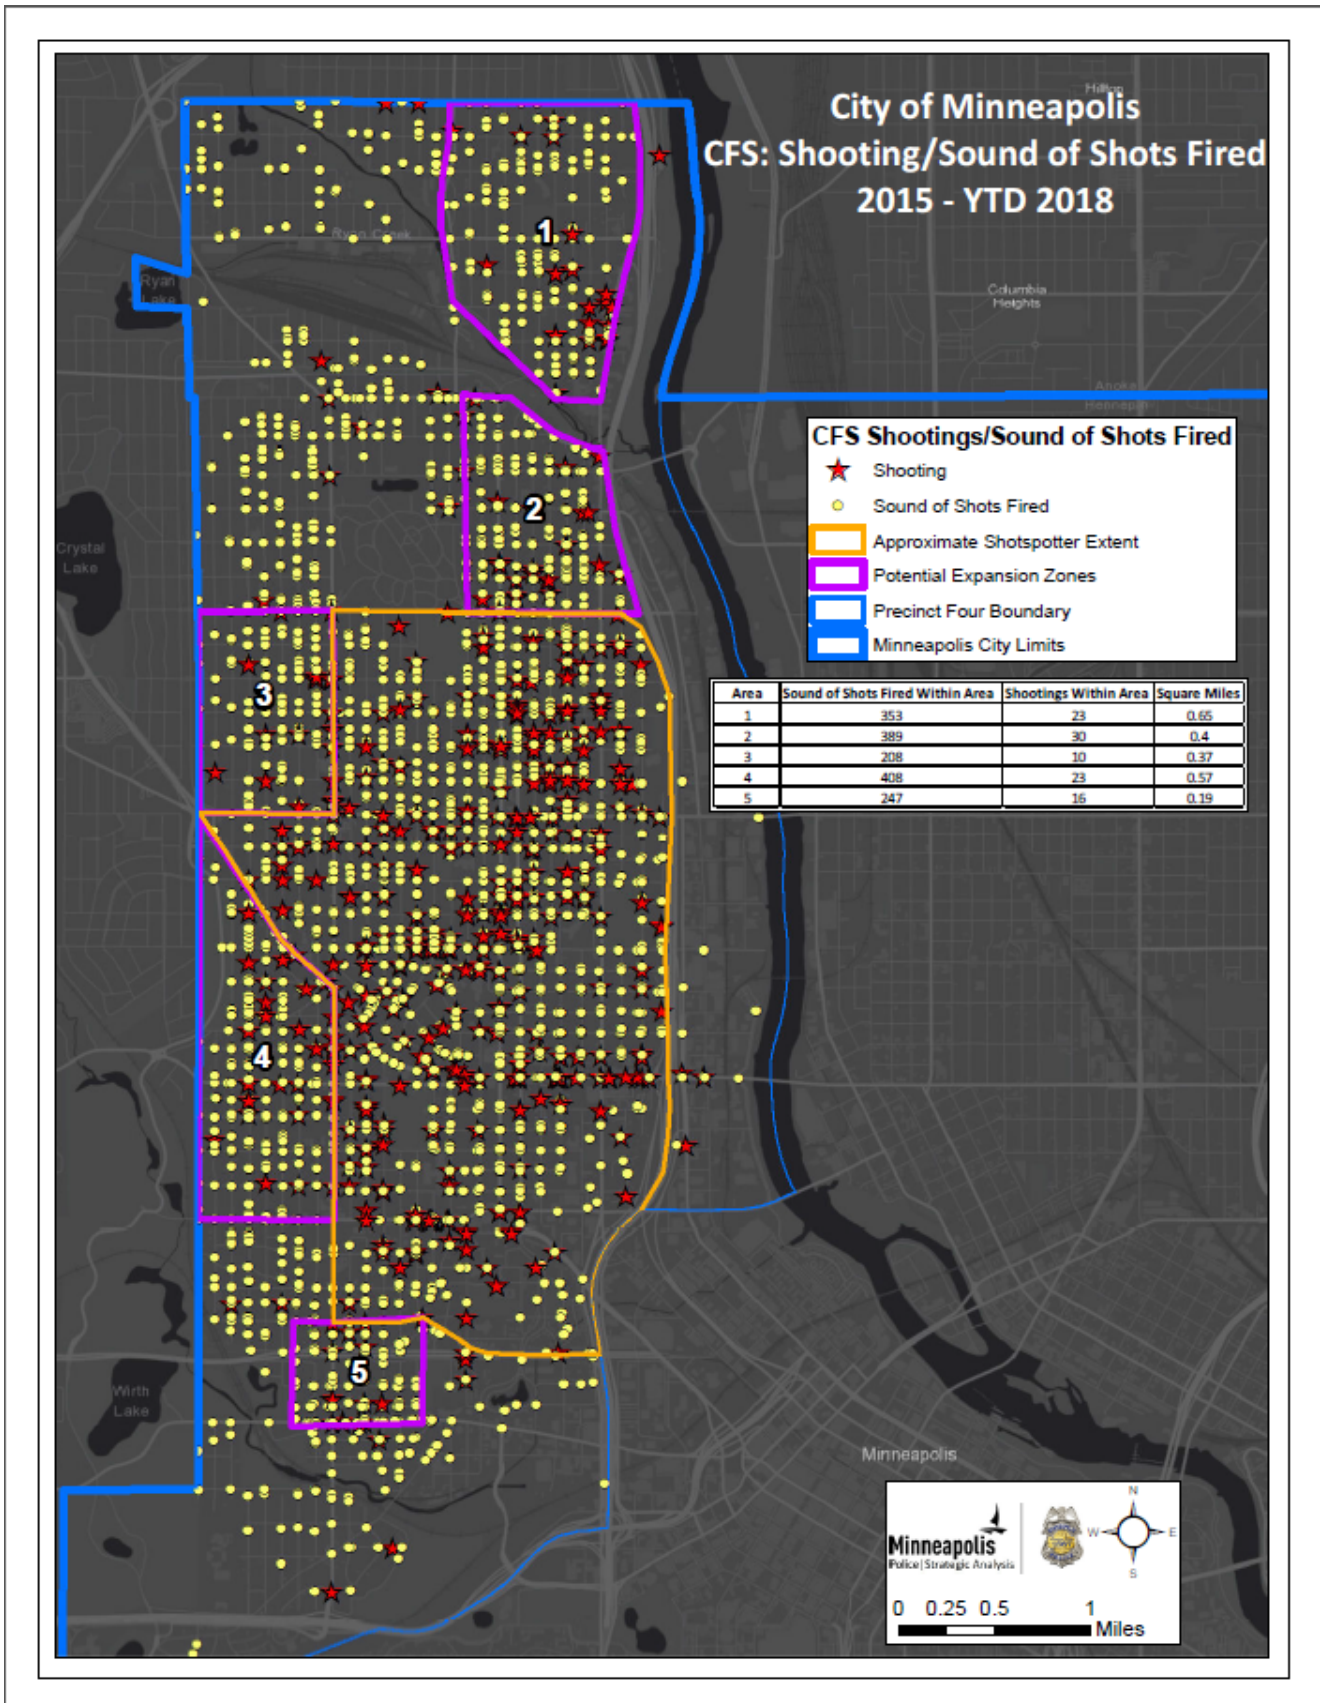 City of Minneapolis
CFS: Shooting/Sound of Shots Fired
2015 - YTD 2018
Hilltop
1
Ryan Creek
Ryan
Lake
Columbia
Heights
Anoka
Hennepin
CFS Shootings/Sound of Shots Fired
Shooting
Sound of Shots Fired
Approximate Shotspotter Extent
Potential Expansion Zones
Precinct Four Boundary
Minneapolis City Limits
2
Crystal
Lake
3
Area Sound of Shots Fired Within Area Shootings Within Area Square Miles
1 353 23 0.65
2 389 30 0.4
3 208 10 0.37
4 408 23 0.57
5 247 16 0.19
4
5
Wirth
Lake
Minneapolis
N
W E
S
Minneapolis
Police | Strategic Analysis
0 0.25 0.5 1
Miles